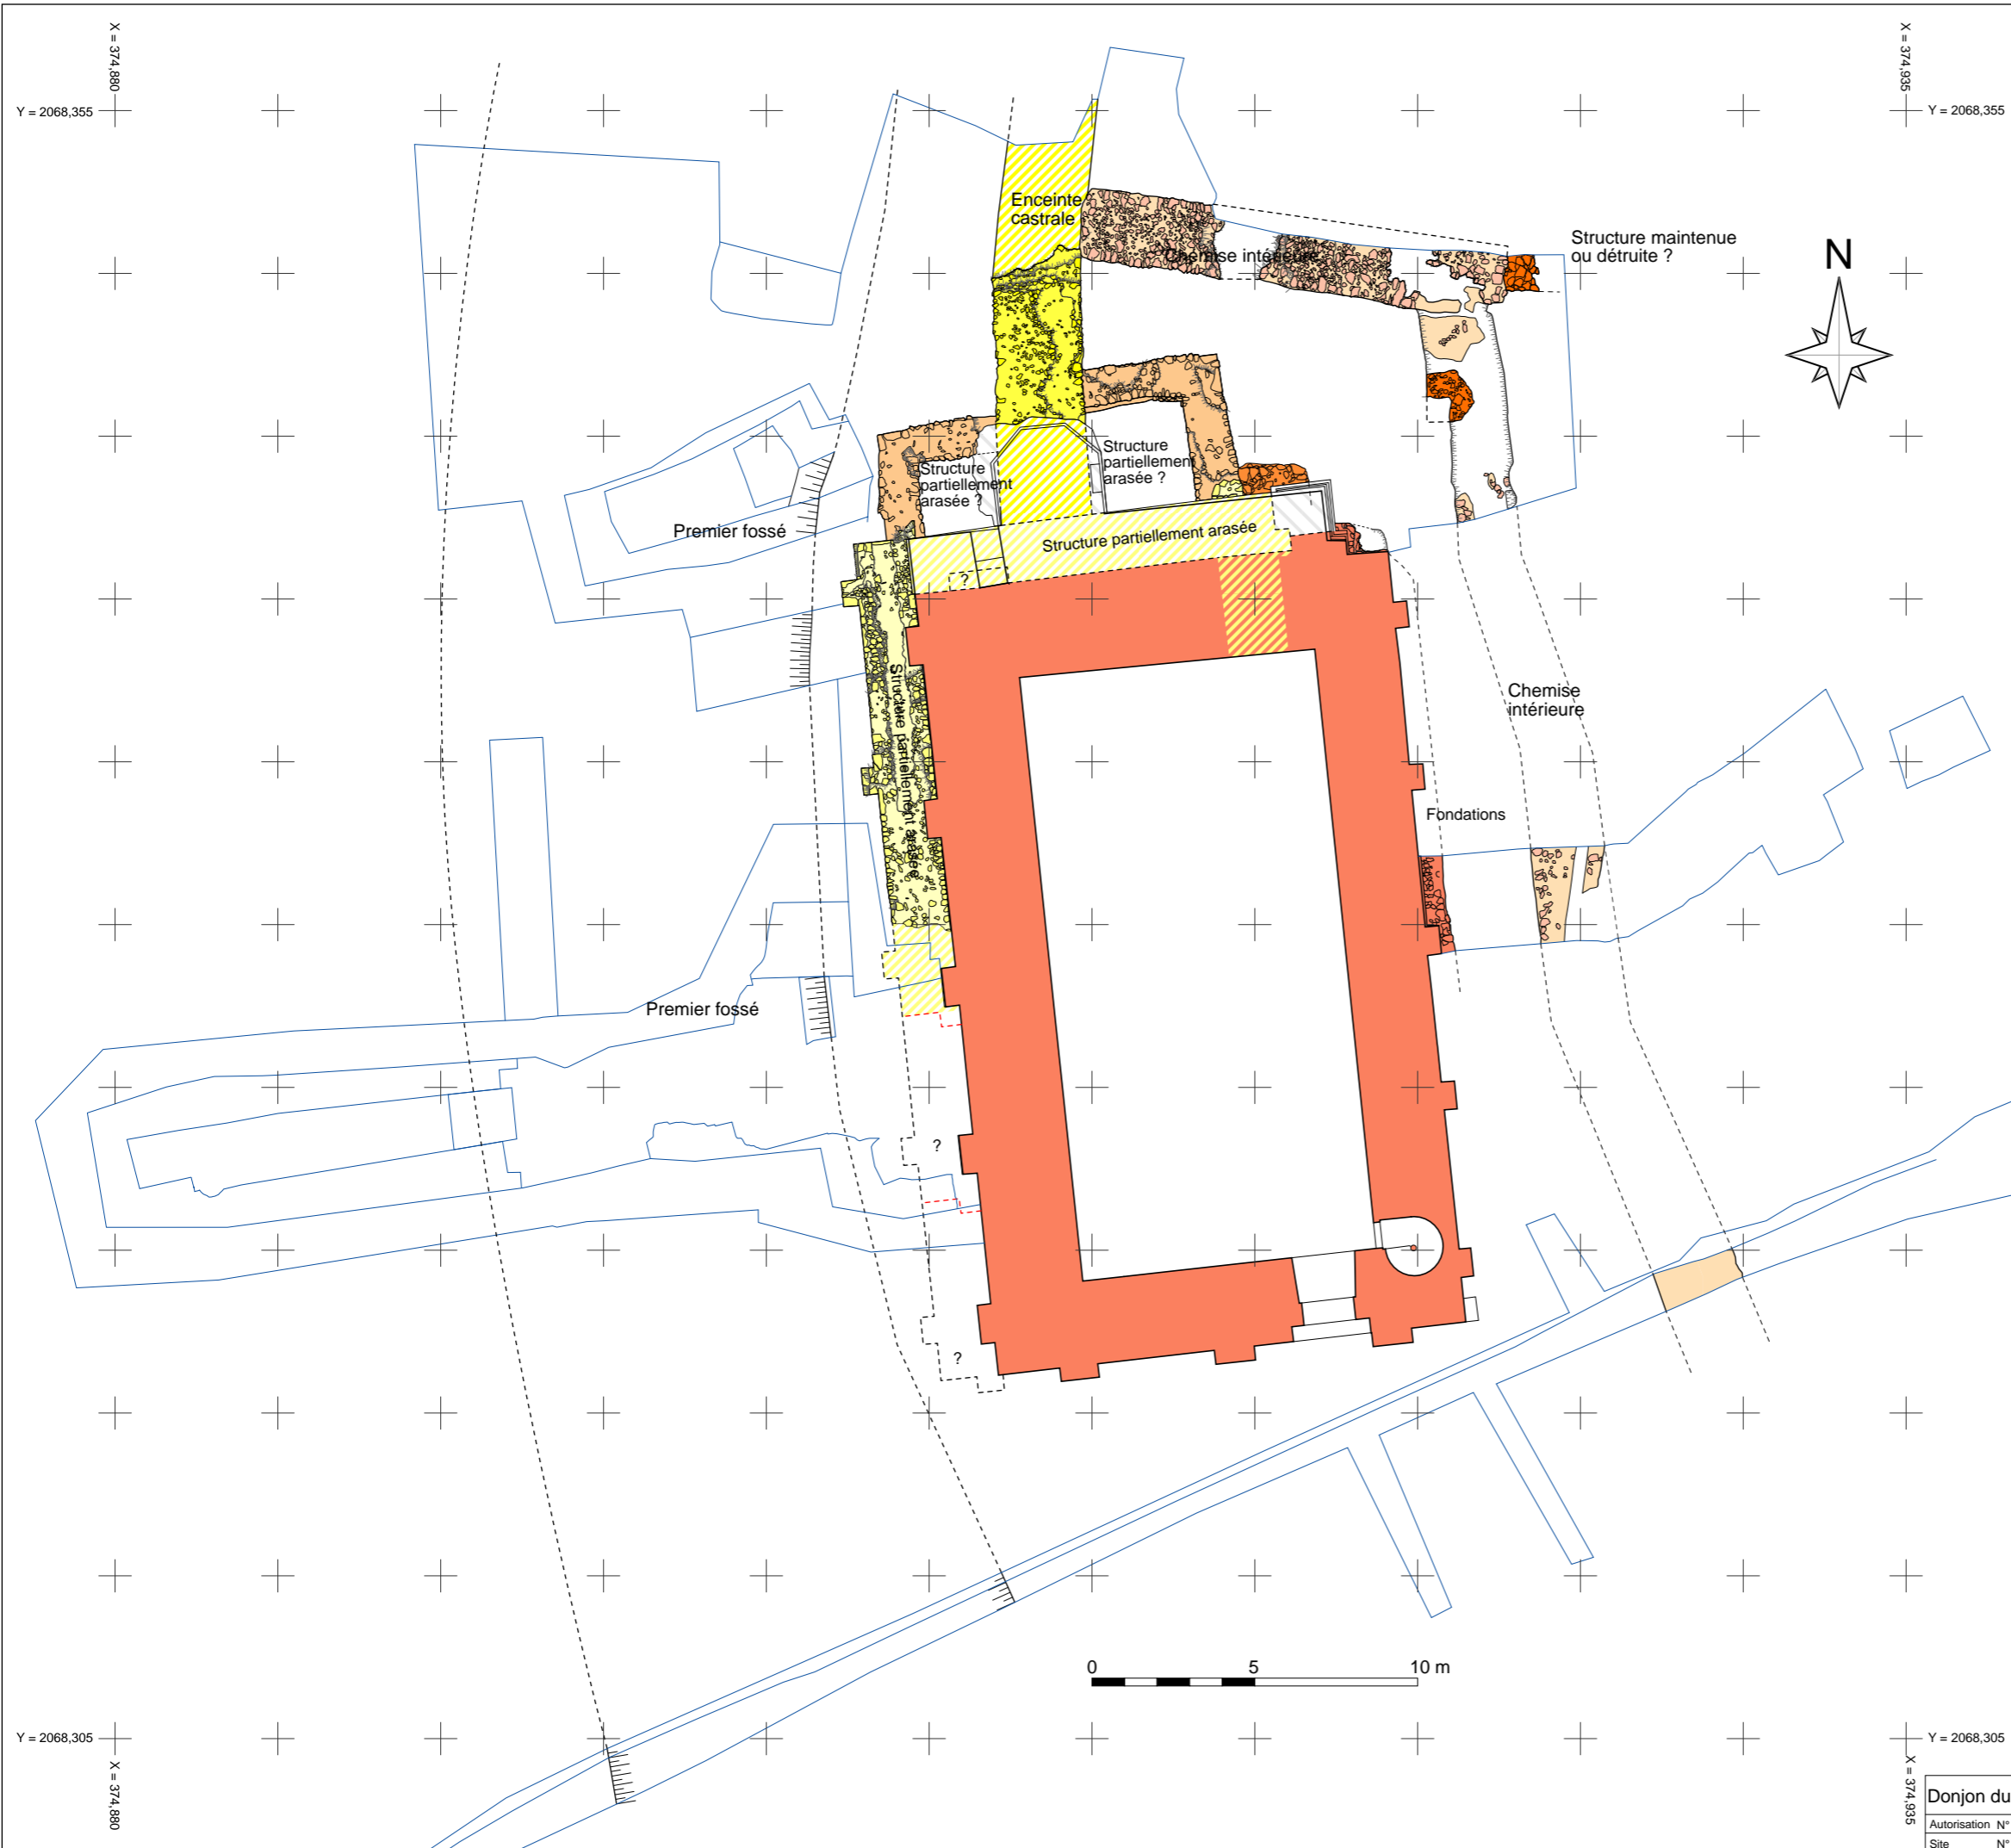 X = 374,880
X = 374,935
Y = 2068,355
Y = 2068,355
Enceinte
castrale
Chemise intérieure
Structure maintenue
ou détruite ?
N
Structure
partiellement
arasée ?
Structure
partiellement
arasée ?
Premier fossé
Structure partiellement arasée
?
Structure partiellement arasée
Chemise
intérieure
Fondations
Premier fossé
?
?
0 5 10 m
Y = 2068,305
Y = 2068,305
X = 374,880
X = 374,935
Donjon du
Autorisation N°
Site N°